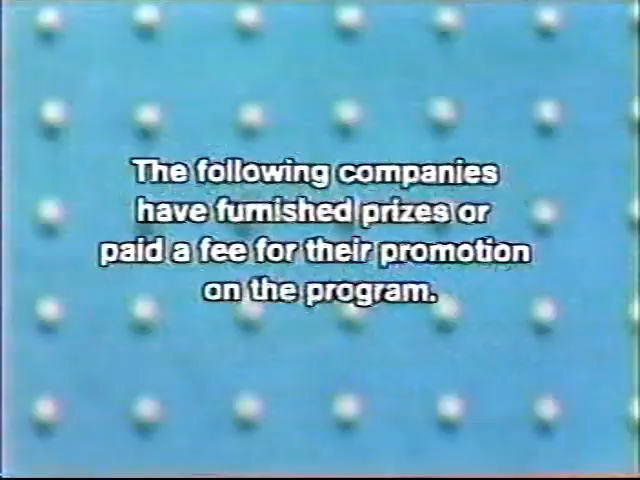 The following companies
have furnished prizes or
paid a fee for their promotion
on the program.